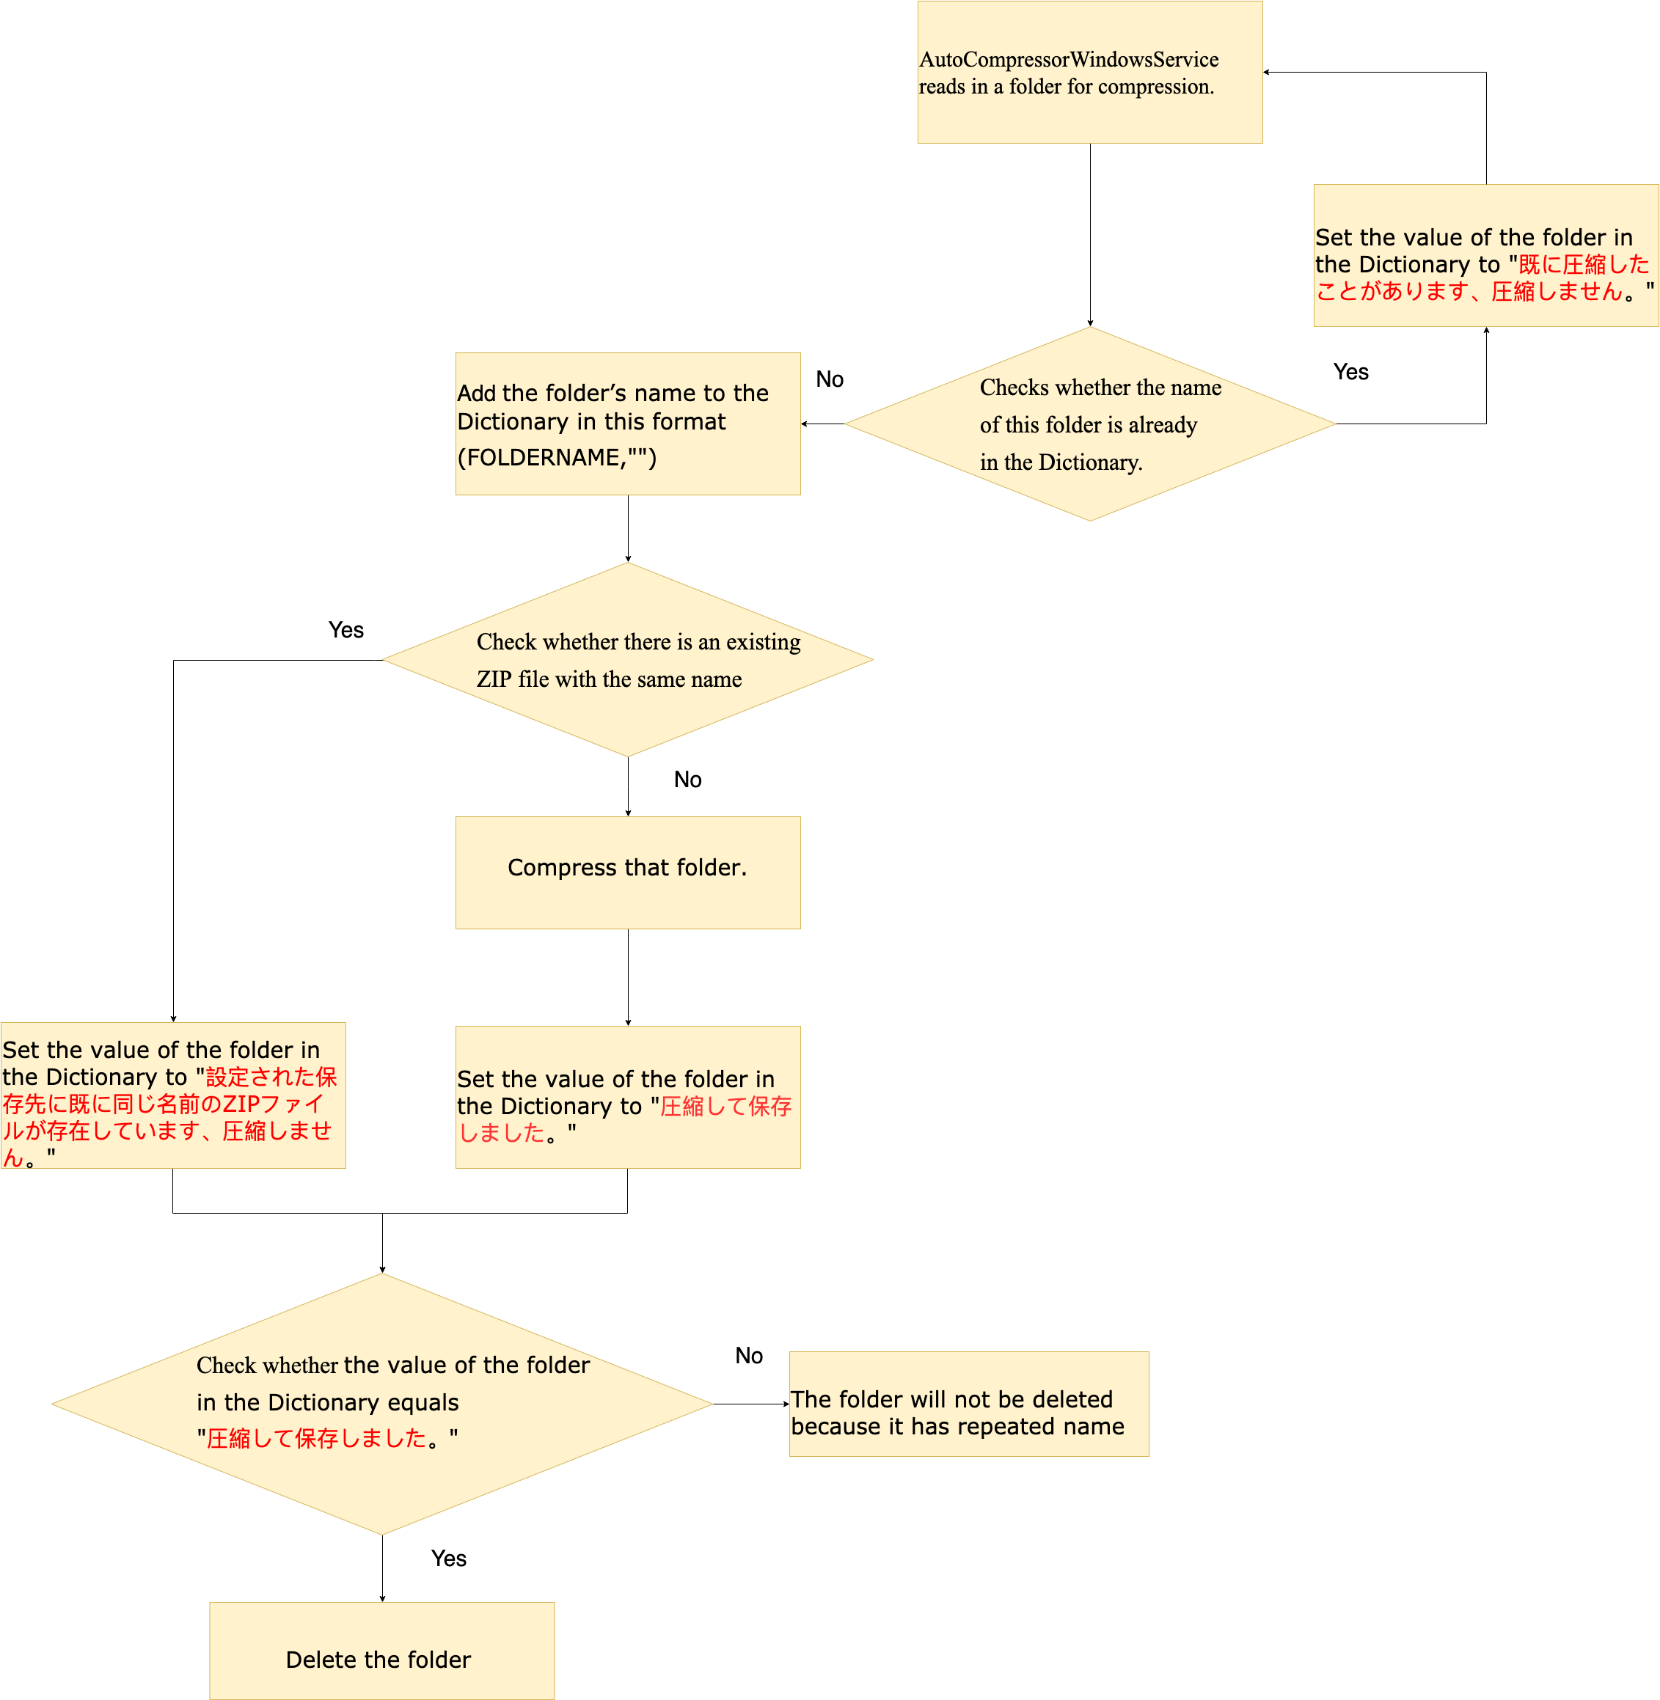 AutoCompressorWindowsService
reads in a folder for compression.
Set the value of the folder in
the Dictionary to "既に圧縮した
ことがあります、圧縮しません。"
Yes
Checks whether the name
of this folder is already
in the Dictionary.
No
Add the folder’s name to the
Dictionary in this format
(FOLDERNAME,"")
Check whether there is an existing
ZIP file with the same name
Yes
No
Compress that folder.
Set the value of the folder in
the Dictionary to "設定された保
存先に既に同じ名前のZIPファイ
ルが存在しています、圧縮しませ
ん。"
Set the value of the folder in
the Dictionary to "圧縮して保存
しました。"
Check whether the value of the folder
in the Dictionary equals
"圧縮して保存しました。"
No
The folder will not be deleted
because it has repeated name
Yes
Delete the folder